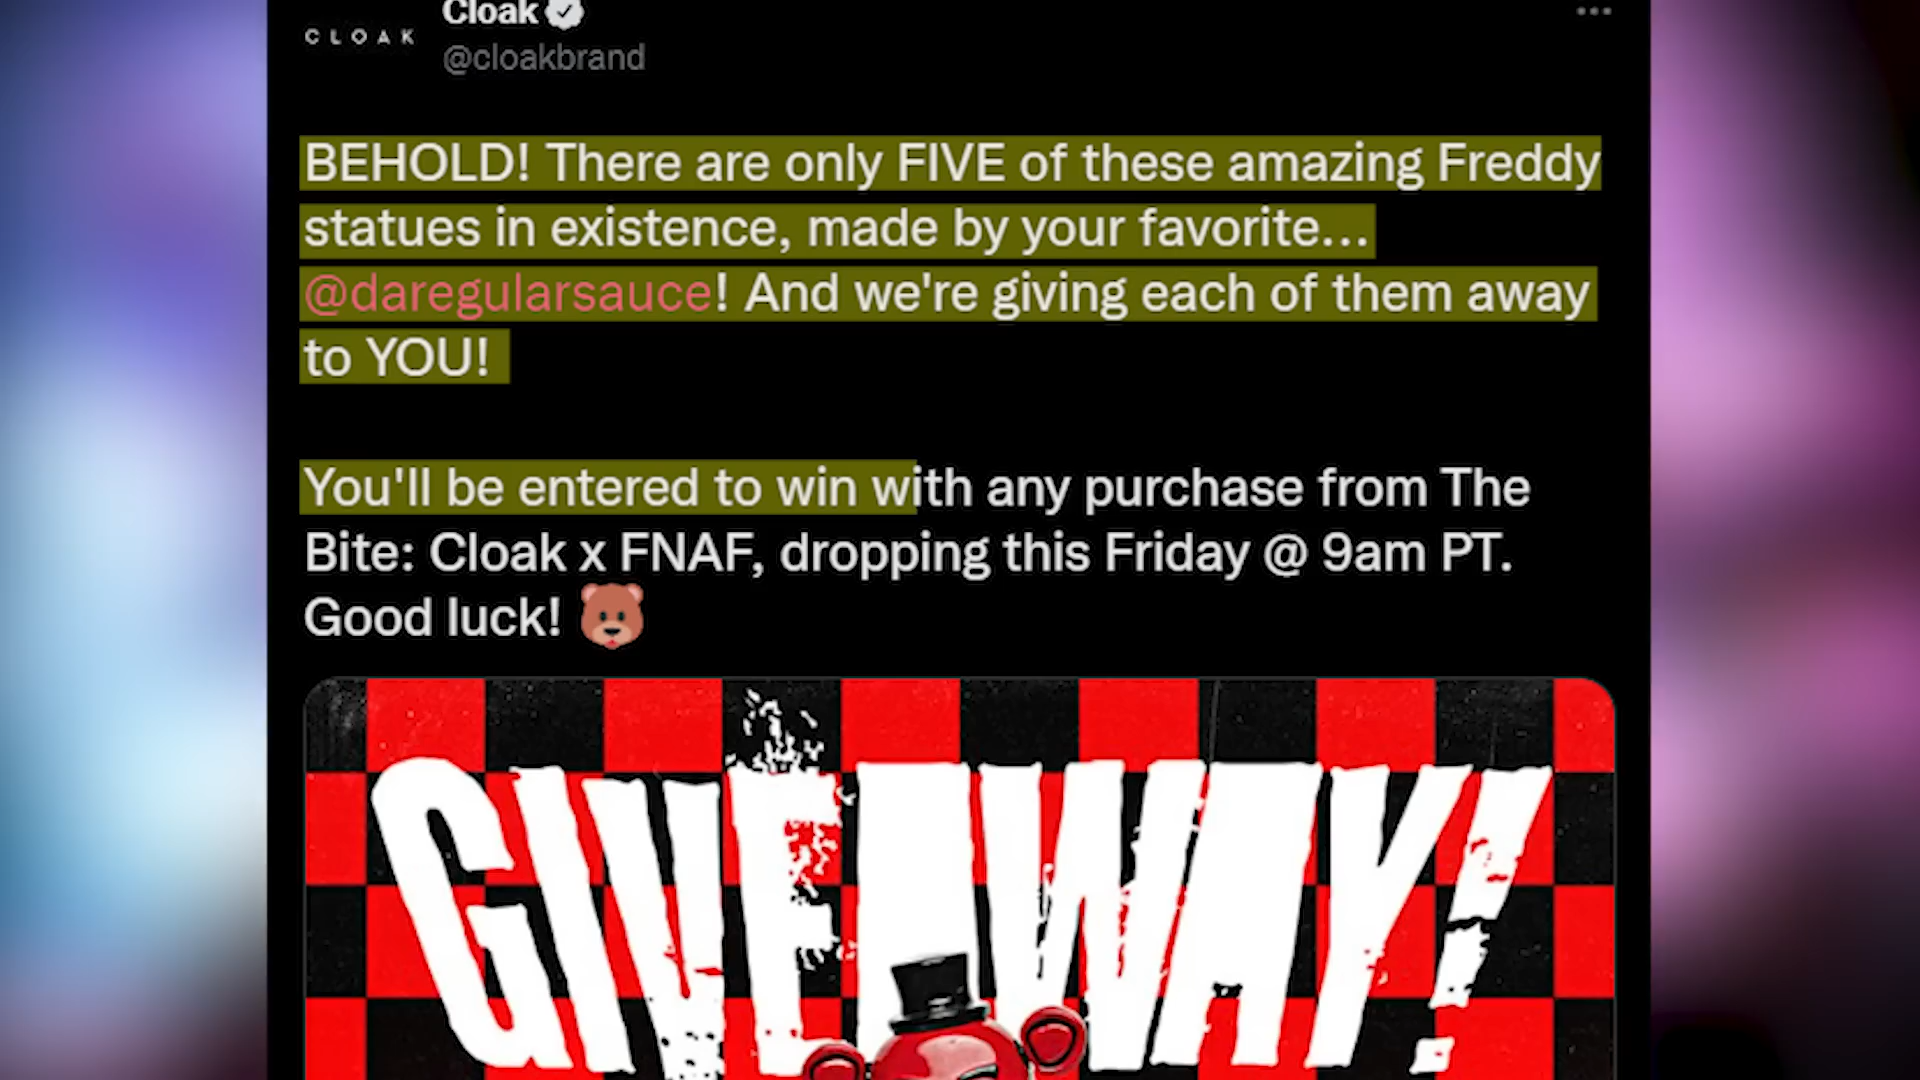 CLOAK
Cloak
@cloakbrand
BEHOLD! There are only FIVE of these amazing Freddy
statues in existence, made by your favorite...
@daregularsauce! And we're giving each of them away
to YOU!
You'll be entered to win with any purchase from The
Bite: Cloak x FNAF, dropping this Friday @ 9am PT.
Good luck! 🐻
GIVEAWAY!